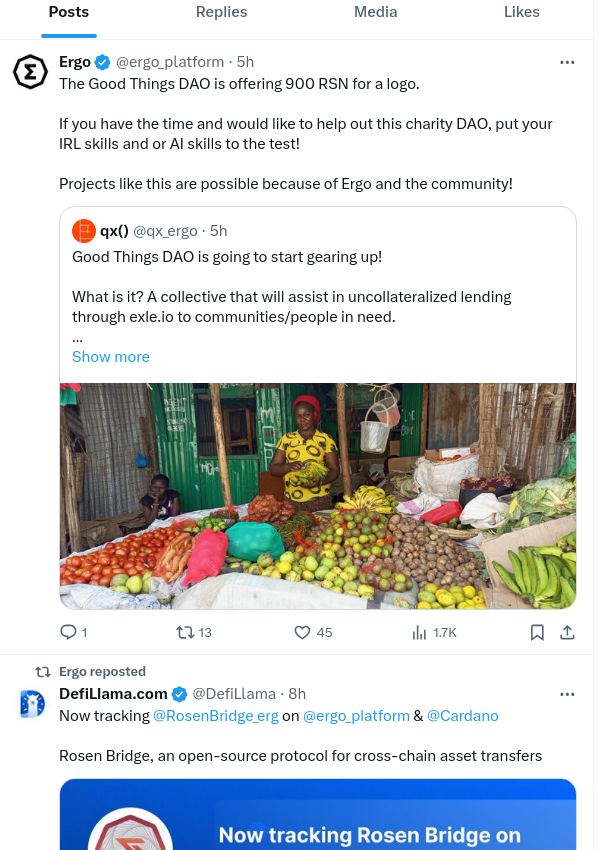 Posts Replies Media Likes
Ergo @ergo_platform · 5h
The Good Things DAO is offering 900 RSN for a logo.
If you have the time and would like to help out this charity DAO, put your
IRL skills and or AI skills to the test!
Projects like this are possible because of Ergo and the community!
qx() @qx_ergo · 5h
Good Things DAO is going to start gearing up!
What is it? A collective that will assist in uncollateralized lending
through exle.io to communities/people in need.
...
Show more
1 13 45 1.7K
Ergo reposted
DefiLlama.com @DefiLlama · 8h
Now tracking @RosenBridge_erg on @ergo_platform & @Cardano
Rosen Bridge, an open-source protocol for cross-chain asset transfers
Now tracking Rosen Bridge on